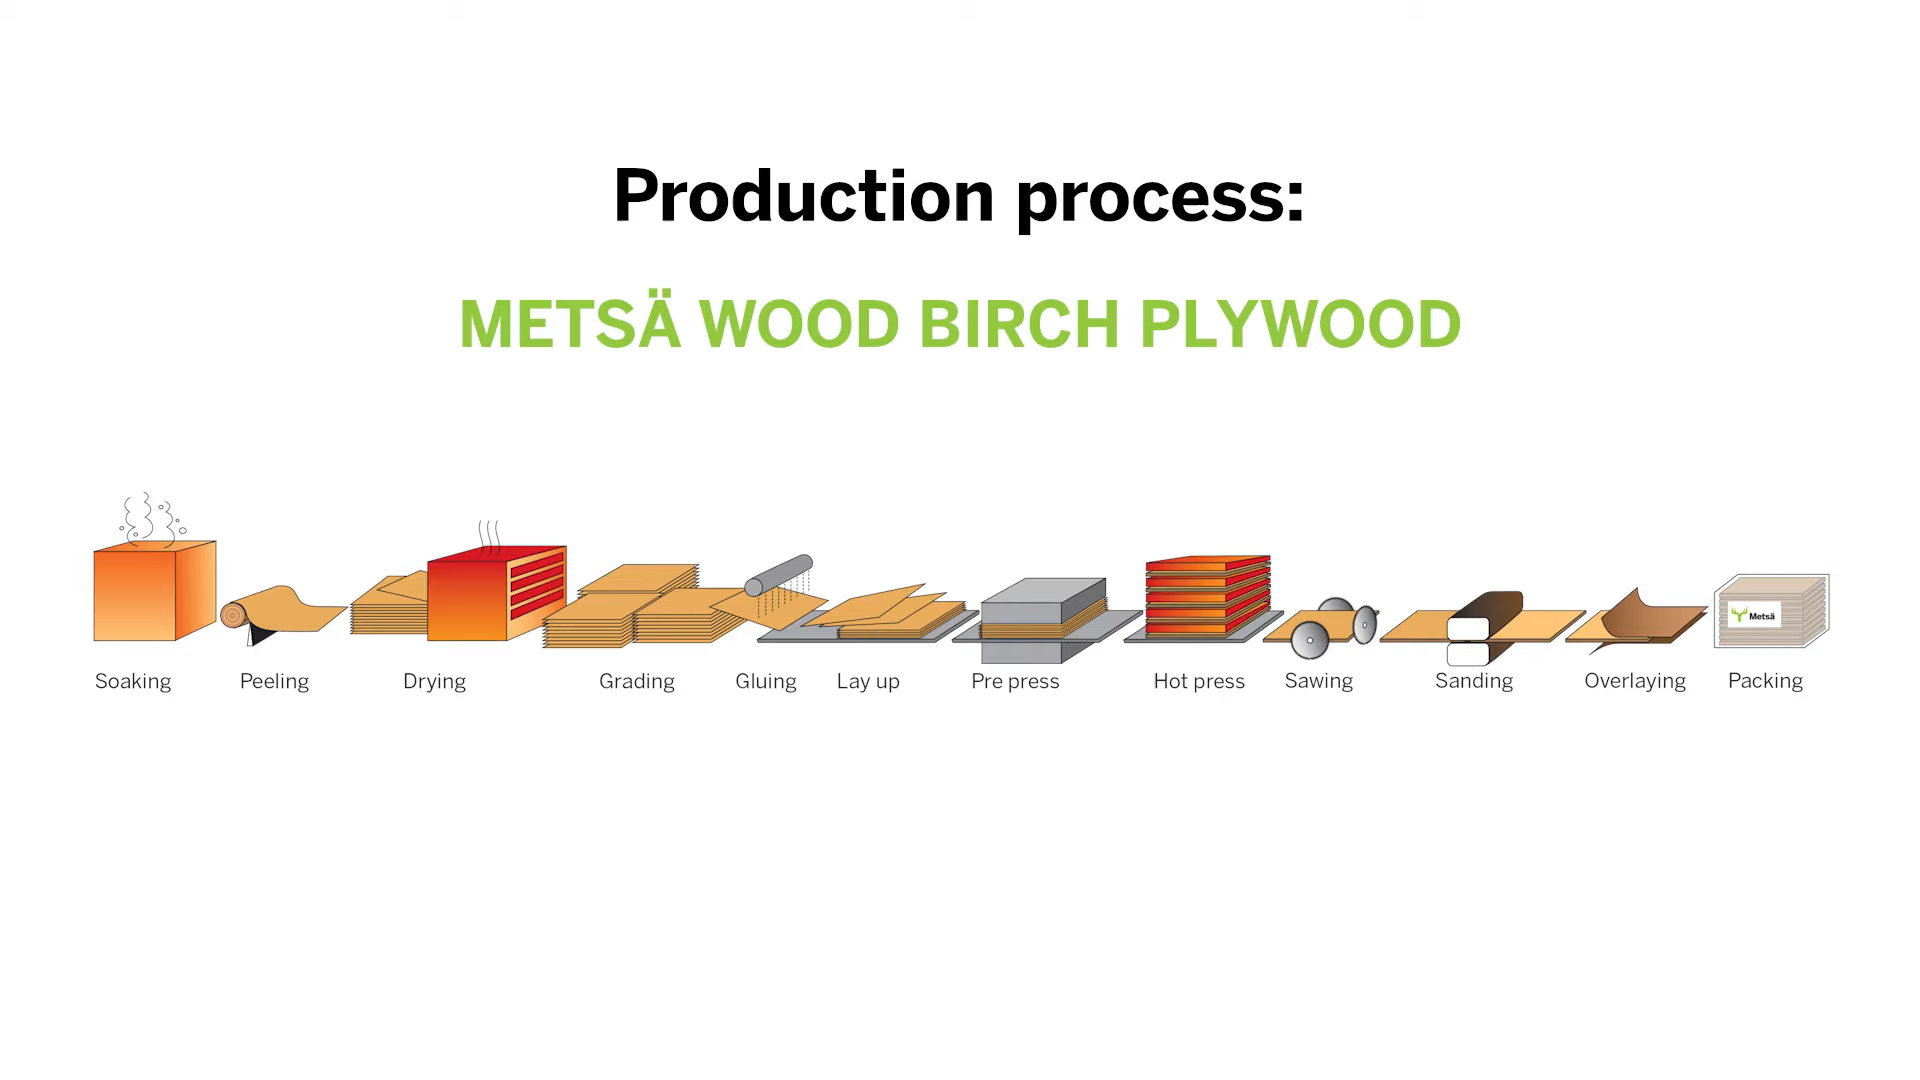 Production process:
METSÄ WOOD BIRCH PLYWOOD
Metsä
Soaking Peeling Drying Grading Gluing Lay up Pre press Hot press Sawing Sanding Overlaying Packing